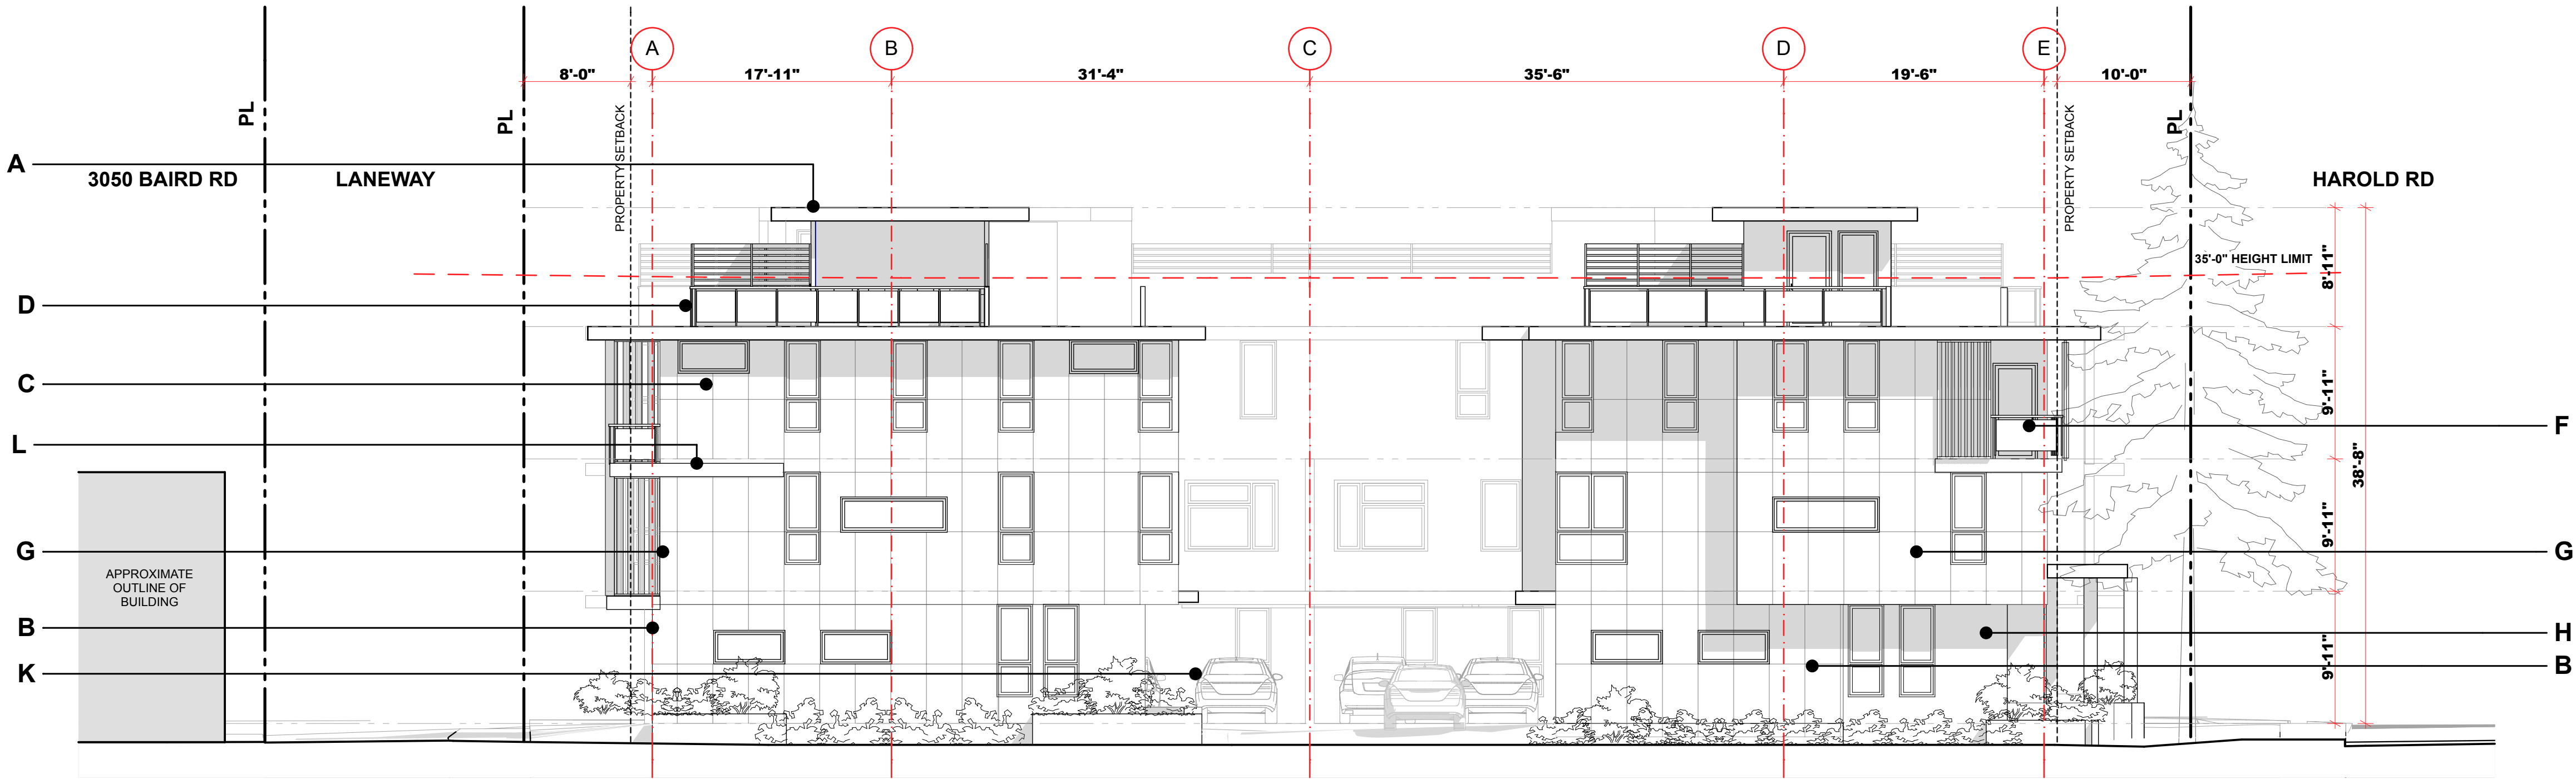 A
B
C
D
E
8'-0"
17'-11"
31'-4"
35'-6"
19'-6"
10'-0"
PL
PL
PL
PROPERTY SETBACK
PROPERTY SETBACK
A
3050 BAIRD RD
LANEWAY
HAROLD RD
35'-0" HEIGHT LIMIT
8'-11"
D
C
9'-11"
L
F
38'-8"
9'-11"
G
G
APPROXIMATE
OUTLINE OF
BUILDING
B
H
K
B
9'-11"